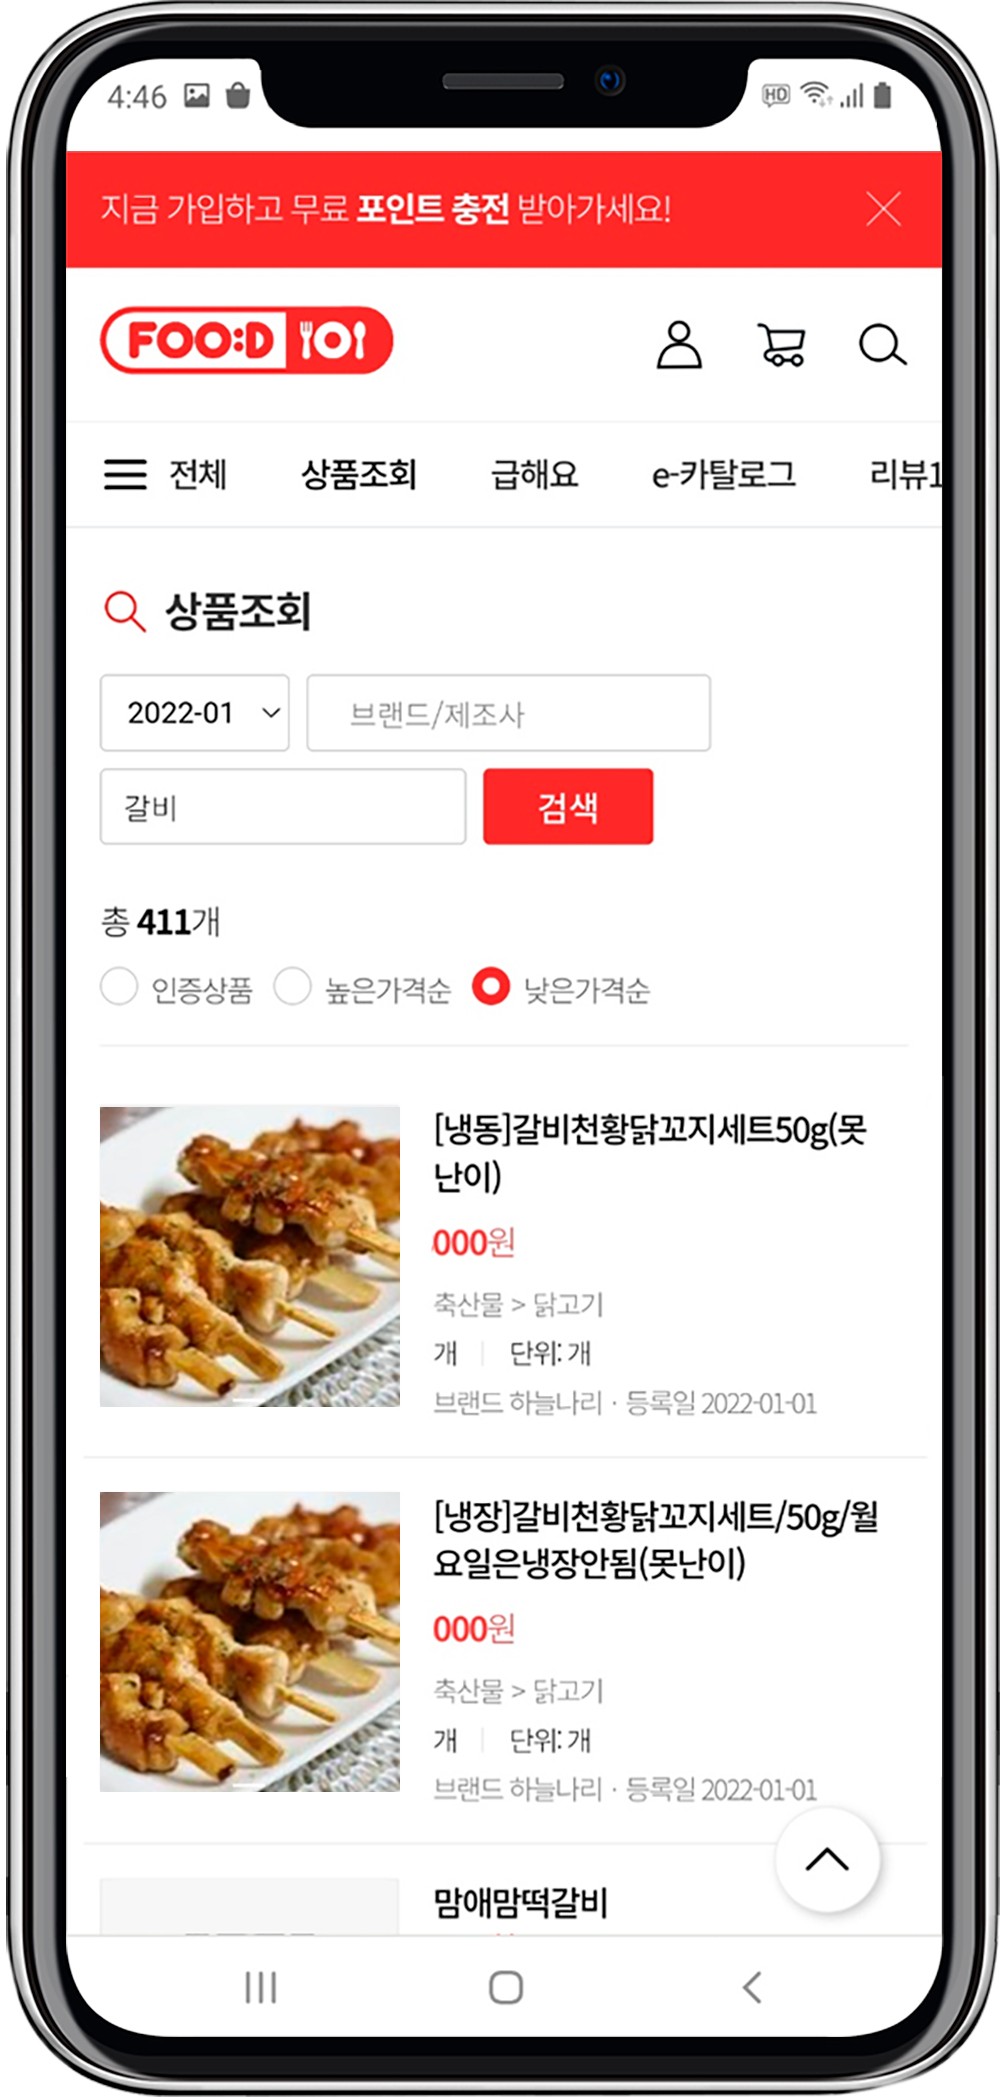 4:46 HD
지금 가입하고 무료 포인트 충전 받아가세요!
FOO:D
전체 상품조회 급해요 e-카탈로그 리뷰1
상품조회
2022-01 브랜드/제조사
갈비 검색
총 411개
인증상품 높은가격순 낮은가격순
[냉동]갈비천황닭꼬지세트50g(못
난이)
000원
축산물 > 닭고기
개 단위: 개
브랜드 하늘나리 · 등록일 2022-01-01
[냉장]갈비천황닭꼬지세트/50g/월
요일은냉장안됨(못난이)
000원
축산물 > 닭고기
개 단위: 개
브랜드 하늘나리 · 등록일 2022-01-01
맘애맘떡갈비